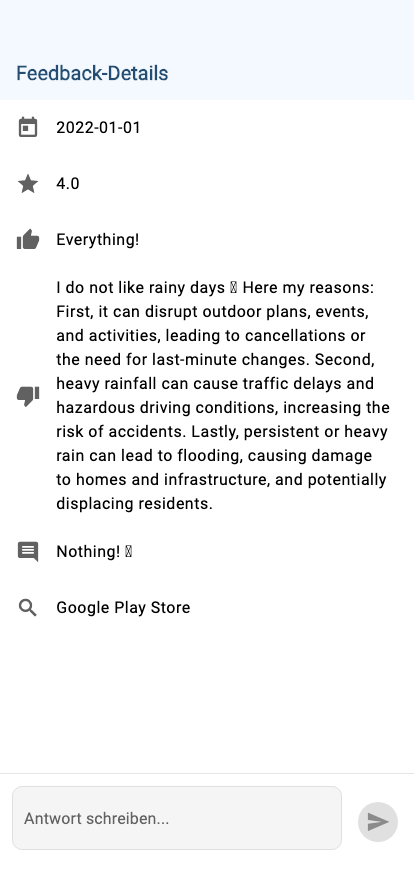 Feedback-Details
2022-01-01
4.0
Everything!
I do not like rainy days Here my reasons:
First, it can disrupt outdoor plans, events,
and activities, leading to cancellations or
the need for last-minute changes. Second,
heavy rainfall can cause traffic delays and
hazardous driving conditions, increasing the
risk of accidents. Lastly, persistent or heavy
rain can lead to flooding, causing damage
to homes and infrastructure, and potentially
displacing residents.
Nothing!
Google Play Store
Antwort schreiben...